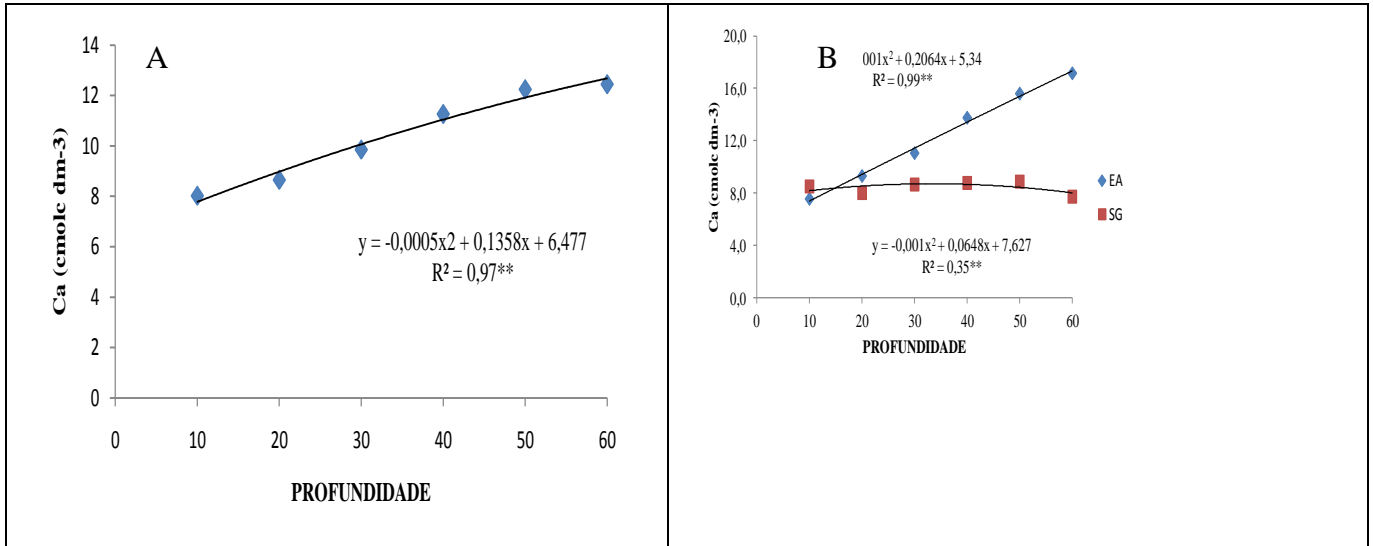 A
14
12
10
8
6
4
2
0
0 10 20 30 40 50 60
Ca (cmolc dm-3)
PROFUNDIDADE
y = -0,0005x2 + 0,1358x + 6,477
R² = 0,97**
B
20,0
16,0
12,0
8,0
4,0
0,0
0 10 20 30 40 50 60
Ca (cmolc dm-3)
PROFUNDIDADE
001x² + 0,2064x + 5,34
R² = 0,99**
y = -0,001x² + 0,0648x + 7,627
R² = 0,35**
EA
SG